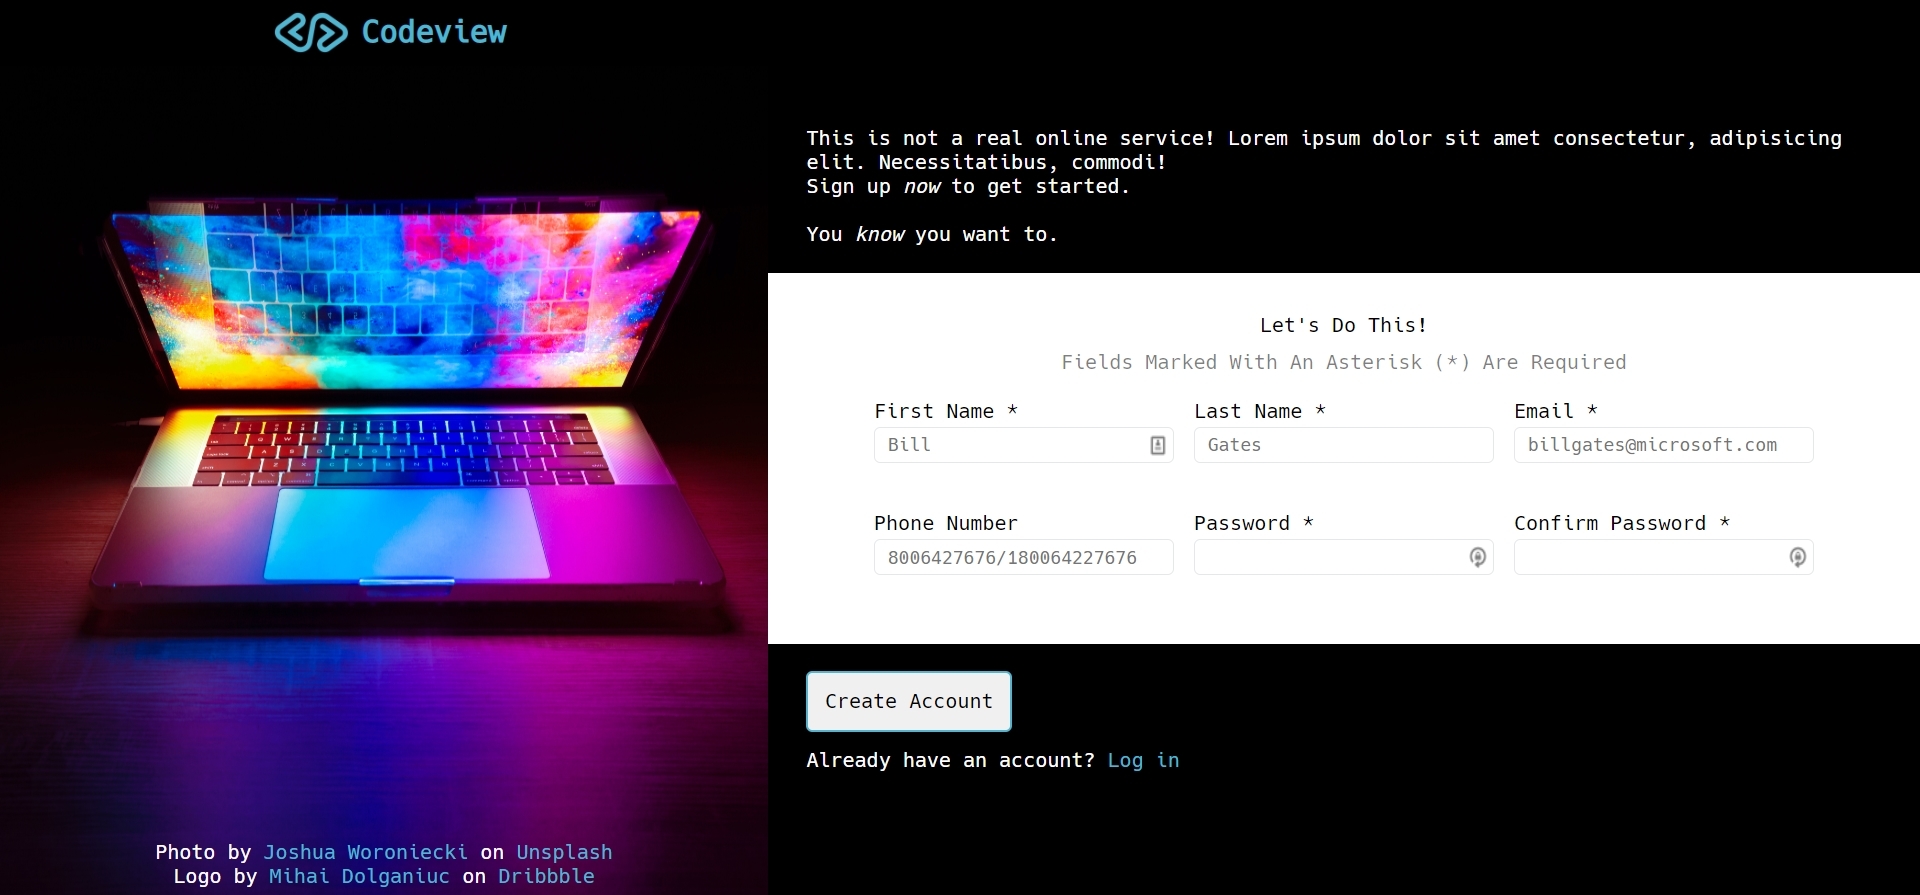 Codeview
This is not a real online service! Lorem ipsum dolor sit amet consectetur, adipisicing
elit. Necessitatibus, commodi!
Sign up now to get started.
You know you want to.
Let's Do This!
Fields Marked With An Asterisk (*) Are Required
First Name *
Last Name *
Email *
Bill
Gates
billgates@microsoft.com
Phone Number
Password *
Confirm Password *
8006427676/180064227676
Create Account
Already have an account? Log in
Photo by Joshua Woroniecki on Unsplash
Logo by Mihai Dolganiuc on Dribbble